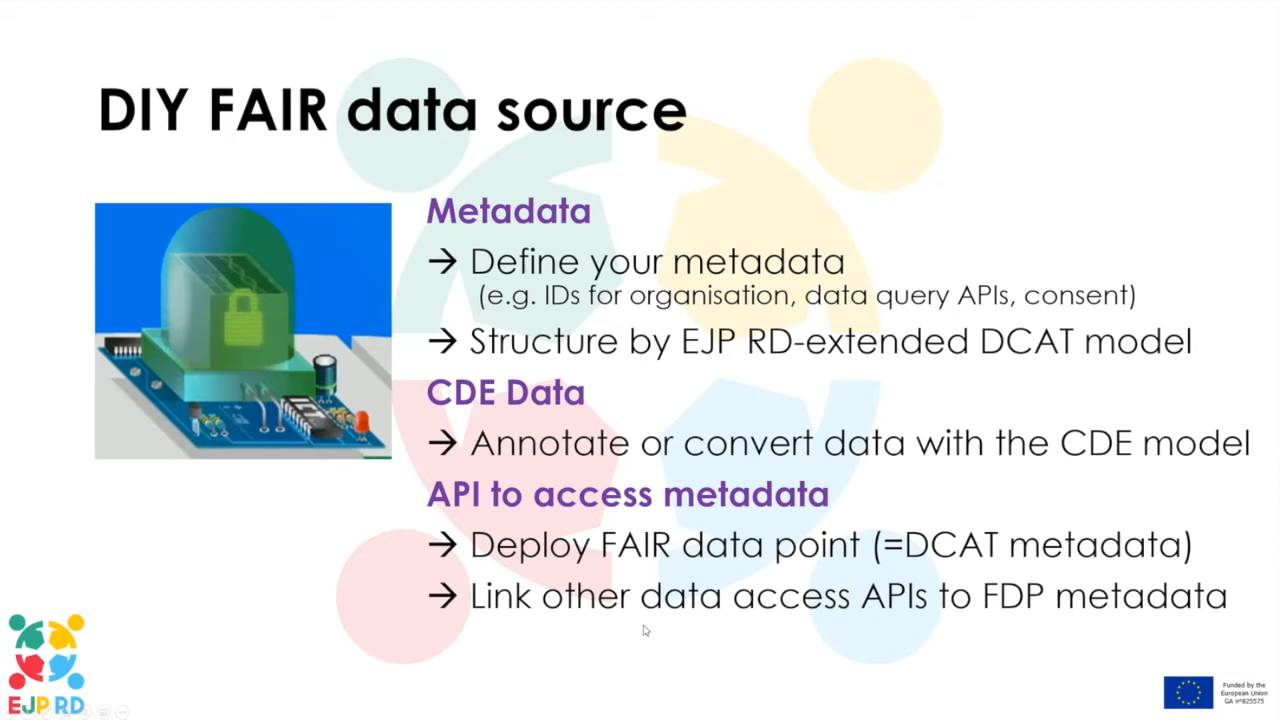 DIY FAIR data source
Metadata
→ Define your metadata
(e.g. IDs for organisation, data query APIs, consent)
→ Structure by EJP RD-extended DCAT model
CDE Data
→ Annotate or convert data with the CDE model
API to access metadata
→ Deploy FAIR data point (=DCAT metadata)
→ Link other data access APIs to FDP metadata
EJP RD
Funded by the
European Union
GA n°825575